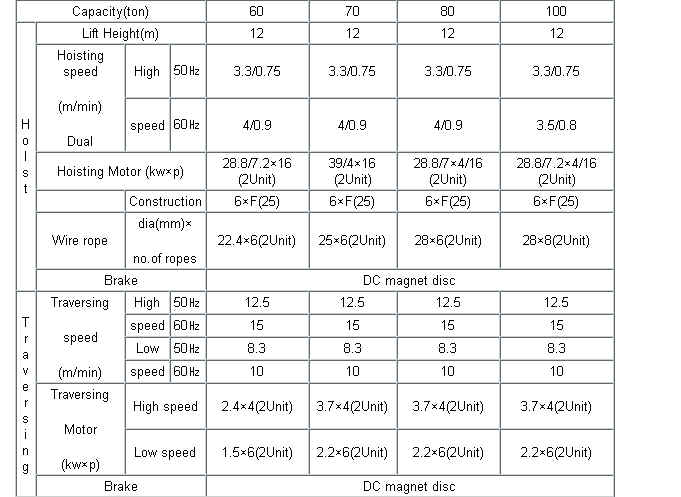 Capacity(ton) 60 70 80 100
Lift Height(m) 12 12 12 12
Hoist
Hoisting
speed
(m/min)
Dual
High 50Hz 3.3/0.75 3.3/0.75 3.3/0.75 3.3/0.75
speed 60Hz 4/0.9 4/0.9 4/0.9 3.5/0.8
Hoisting Motor (kw×p)
28.8/7.2×16
(2Unit)
39/4×16
(2Unit)
28.8/7×4/16
(2Unit)
28.8/7.2×4/16
(2Unit)
Construction 6×F(25) 6×F(25) 6×F(25) 6×F(25)
Wire rope
dia(mm)×
no.of ropes
22.4×6(2Unit) 25×6(2Unit) 28×6(2Unit) 28×8(2Unit)
Brake DC magnet disc
Traversing
Traversing
speed
(m/min)
High 50Hz 12.5 12.5 12.5 12.5
speed 60Hz 15 15 15 15
Low 50Hz 8.3 8.3 8.3 8.3
speed 60Hz 10 10 10 10
Traversing
Motor
(kw×p)
High speed 2.4×4(2Unit) 3.7×4(2Unit) 3.7×4(2Unit) 3.7×4(2Unit)
Low speed 1.5×6(2Unit) 2.2×6(2Unit) 2.2×6(2Unit) 2.2×6(2Unit)
Brake DC magnet disc